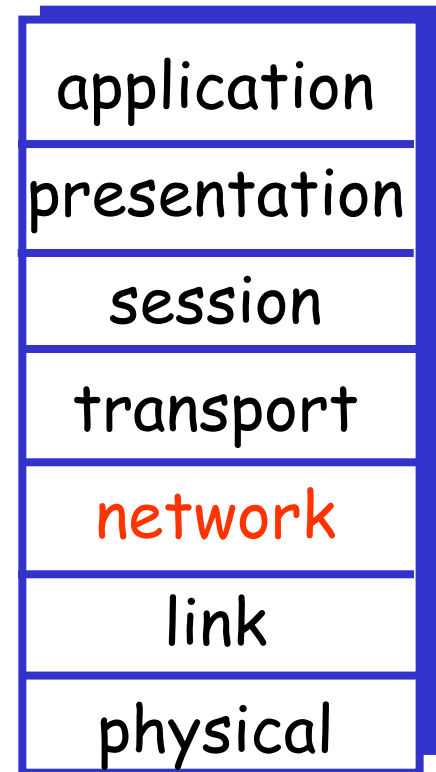 application
presentation
session
transport
network
link
physical